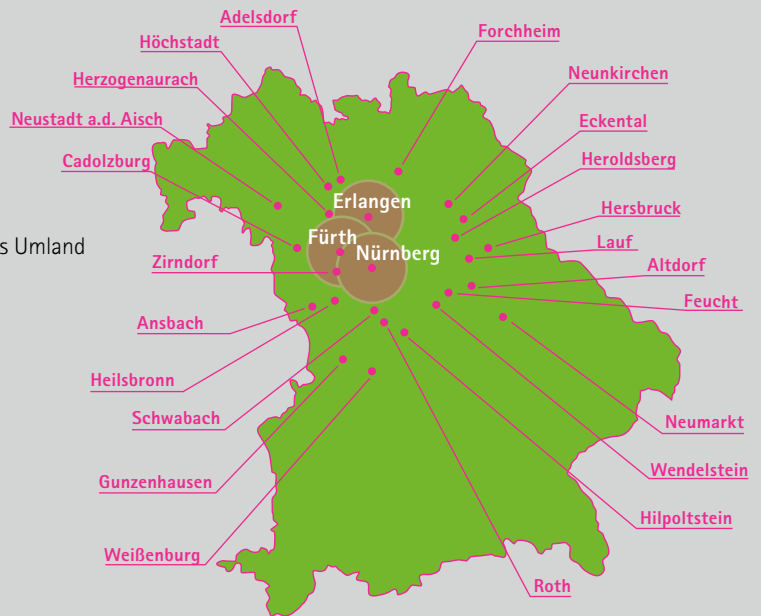 Adelsdorf
Höchstadt
Herzogenaurach
Neustadt a.d. Aisch
Cadolzburg
s Umland
Zirndorf
Ansbach
Heilsbronn
Schwabach
Gunzenhausen
Weißenburg
Erlangen
Fürth
Nürnberg
Forchheim
Neunkirchen
Eckental
Heroldsberg
Hersbruck
Lauf
Altdorf
Feucht
Neumarkt
Wendelstein
Hilpoltstein
Roth